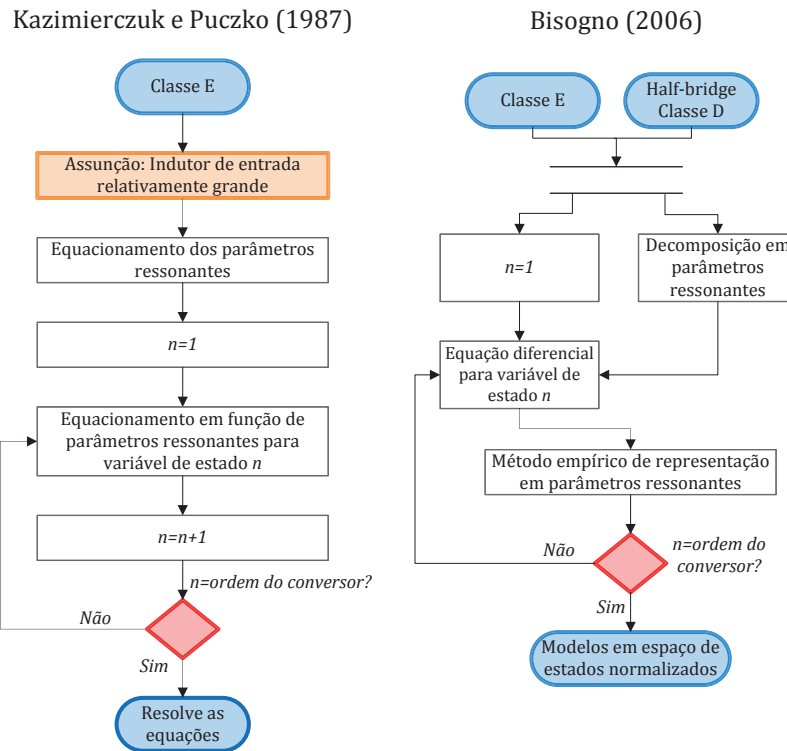 Kazimierczuk e Puczko (1987)
Classe E
Assunção: Indutor de entrada
relativamente grande
Equacionamento dos parâmetros
ressonantes
n=1
Equacionamento em função de
parâmetros ressonantes para
variável de estado n
n=n+1
n=ordem do conversor?
Não
Sim
Resolve as
equações
Bisogno (2006)
Classe E
Half-bridge
Classe D
n=1
Decomposição em
parâmetros
ressonantes
Equação diferencial
para variável de
estado n
Método empírico de representação
em parâmetros ressonantes
Não
n=ordem do
conversor?
Sim
Modelos em espaço de
estados normalizados